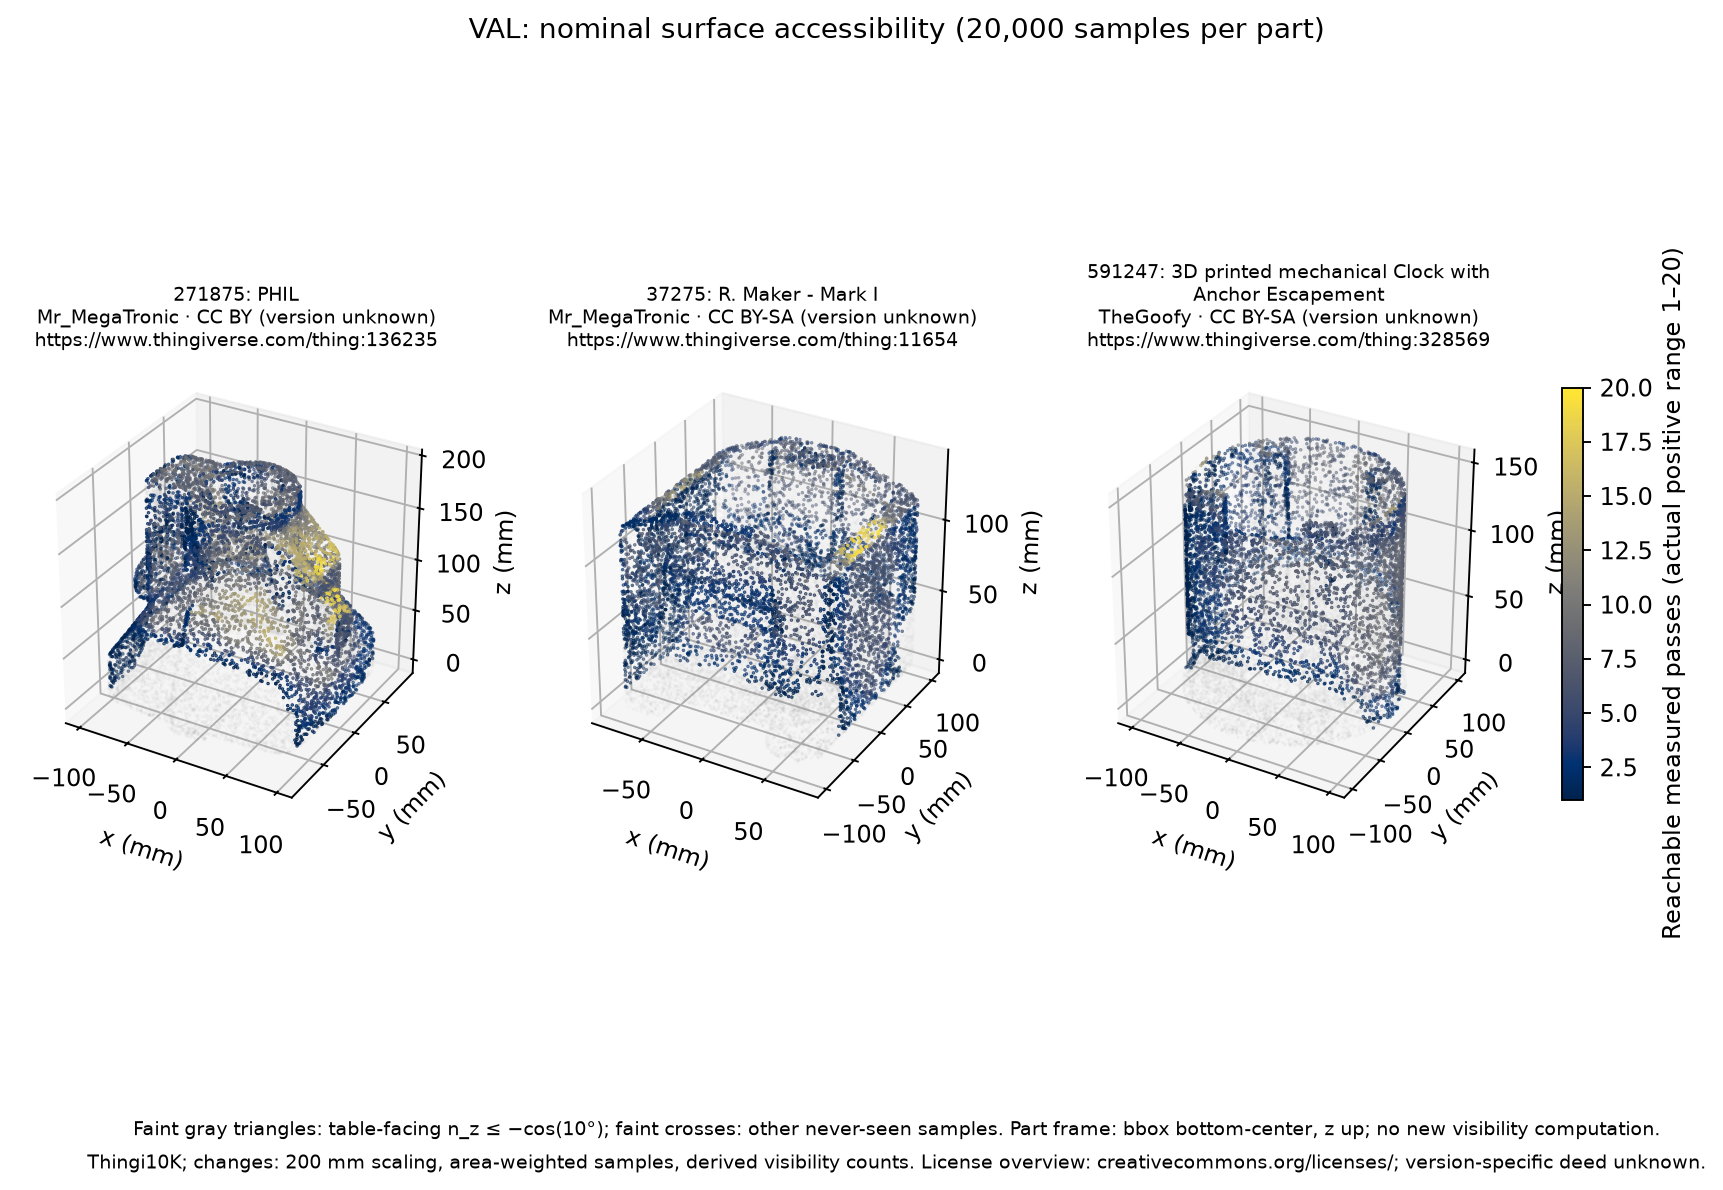 VAL: nominal surface accessibility (20,000 samples per part)
271875: PHIL
Mr_MegaTronic · CC BY (version unknown)
https://www.thingiverse.com/thing:136235
37275: R. Maker - Mark I
Mr_MegaTronic · CC BY-SA (version unknown)
https://www.thingiverse.com/thing:11654
591247: 3D printed mechanical Clock with
Anchor Escapement
TheGoofy · CC BY-SA (version unknown)
https://www.thingiverse.com/thing:328569
200
150
100
50
0
z (mm)
−100
−50
0
50
100
x (mm)
50
0
−50
y (mm)
100
50
0
z (mm)
−50
0
50
x (mm)
100
50
0
−50
−100
y (mm)
150
100
50
0
z (mm)
−100
−50
0
50
100
x (mm)
100
50
0
−50
−100
y (mm)
20.0
17.5
15.0
12.5
10.0
7.5
5.0
2.5
Reachable measured passes (actual positive range 1–20)
Faint gray triangles: table-facing n_z ≤ −cos(10°); faint crosses: other never-seen samples. Part frame: bbox bottom-center, z up; no new visibility computation.
Thingi10K; changes: 200 mm scaling, area-weighted samples, derived visibility counts. License overview: creativecommons.org/licenses/; version-specific deed unknown.